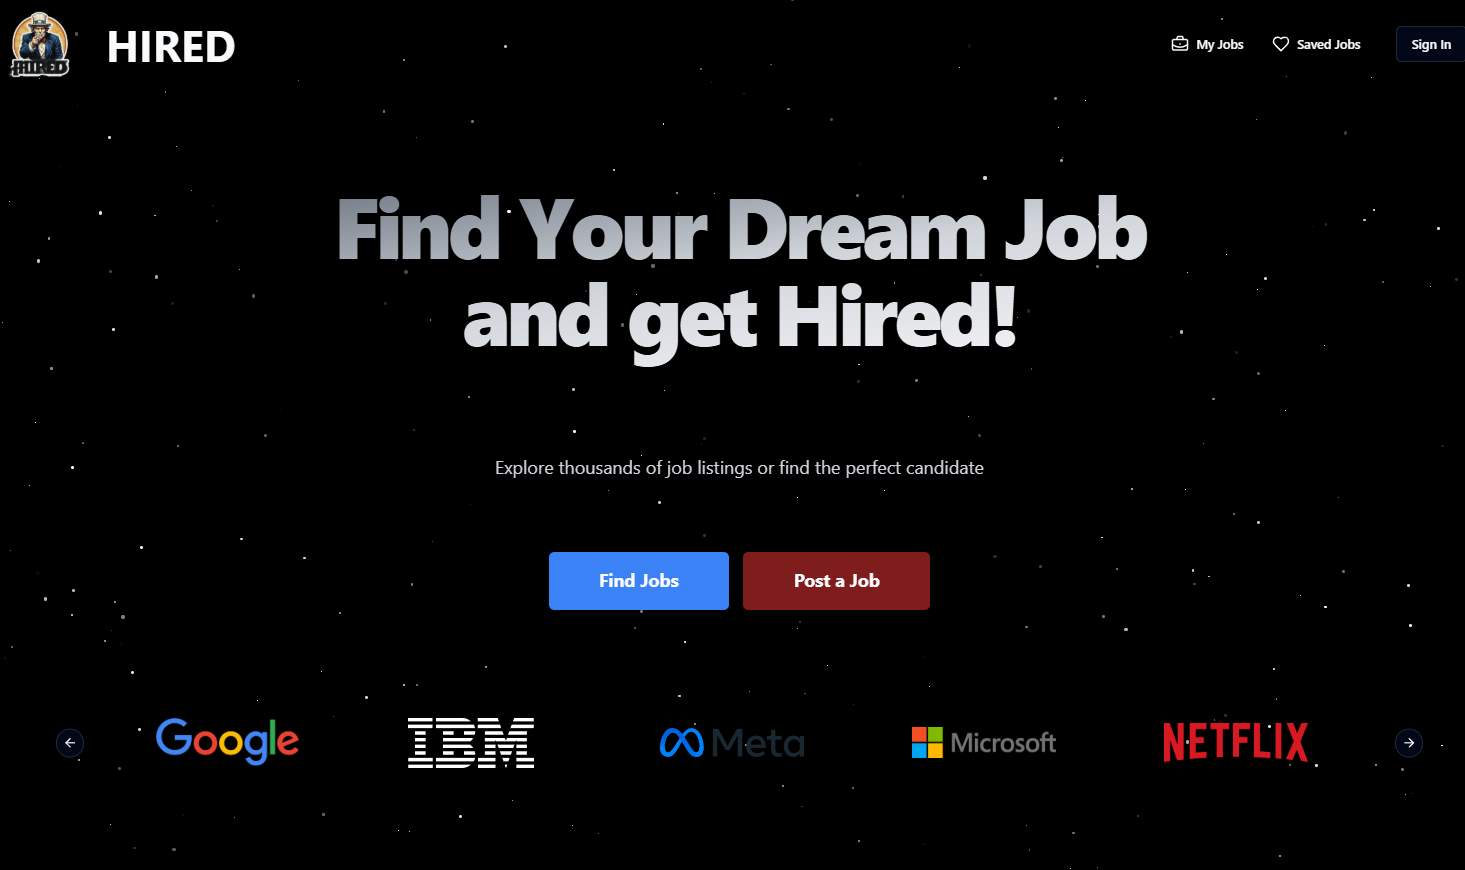 HIRED
HIRED
My Jobs
Saved Jobs
Sign In
Find Your Dream Job
and get Hired!
Explore thousands of job listings or find the perfect candidate
Find Jobs
Post a Job
Google
IBM
Meta
Microsoft
NETFLIX